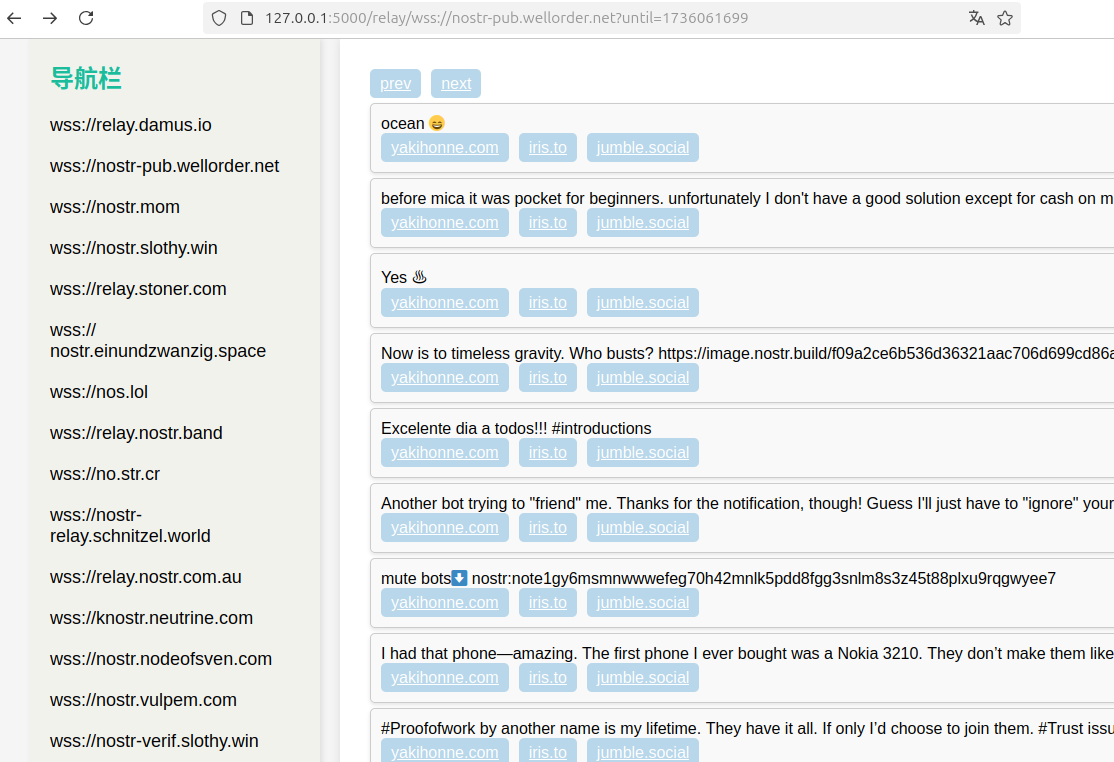 127.0.0.1:5000/relay/wss://nostr-pub.wellorder.net?until=1736061699
导航栏
wss://relay.damus.io
wss://nostr-pub.wellorder.net
wss://nostr.mom
wss://nostr.slothy.win
wss://relay.stoner.com
wss://
nostr.einundzwanzig.space
wss://nos.lol
wss://relay.nostr.band
wss://no.str.cr
wss://nostr-
relay.schnitzel.world
wss://relay.nostr.com.au
wss://knostr.neutrine.com
wss://nostr.nodeofsven.com
wss://nostr.vulpem.com
wss://nostr-verif.slothy.win
prev next
ocean 😄
yakihonne.com iris.to jumble.social
before mica it was pocket for beginners. unfortunately I don't have a good solution except for cash on m
yakihonne.com iris.to jumble.social
Yes ♨
yakihonne.com iris.to jumble.social
Now is to timeless gravity. Who busts? https://image.nostr.build/f09a2ce6b536d36321aac706d699cd86a
yakihonne.com iris.to jumble.social
Excelente dia a todos!!! #introductions
yakihonne.com iris.to jumble.social
Another bot trying to "friend" me. Thanks for the notification, though! Guess I'll just have to "ignore" your
yakihonne.com iris.to jumble.social
mute bots⬇️ nostr:note1gy6msmnwwwefeg70h42mnlk5pdd8fgg3snlm8s3z45t88plxu9rqgwyee7
yakihonne.com iris.to jumble.social
I had that phone—amazing. The first phone I ever bought was a Nokia 3210. They don’t make them like
yakihonne.com iris.to jumble.social
#Proofofwork by another name is my lifetime. They have it all. If only I’d choose to join them. #Trust issu
yakihonne.com iris.to jumble.social